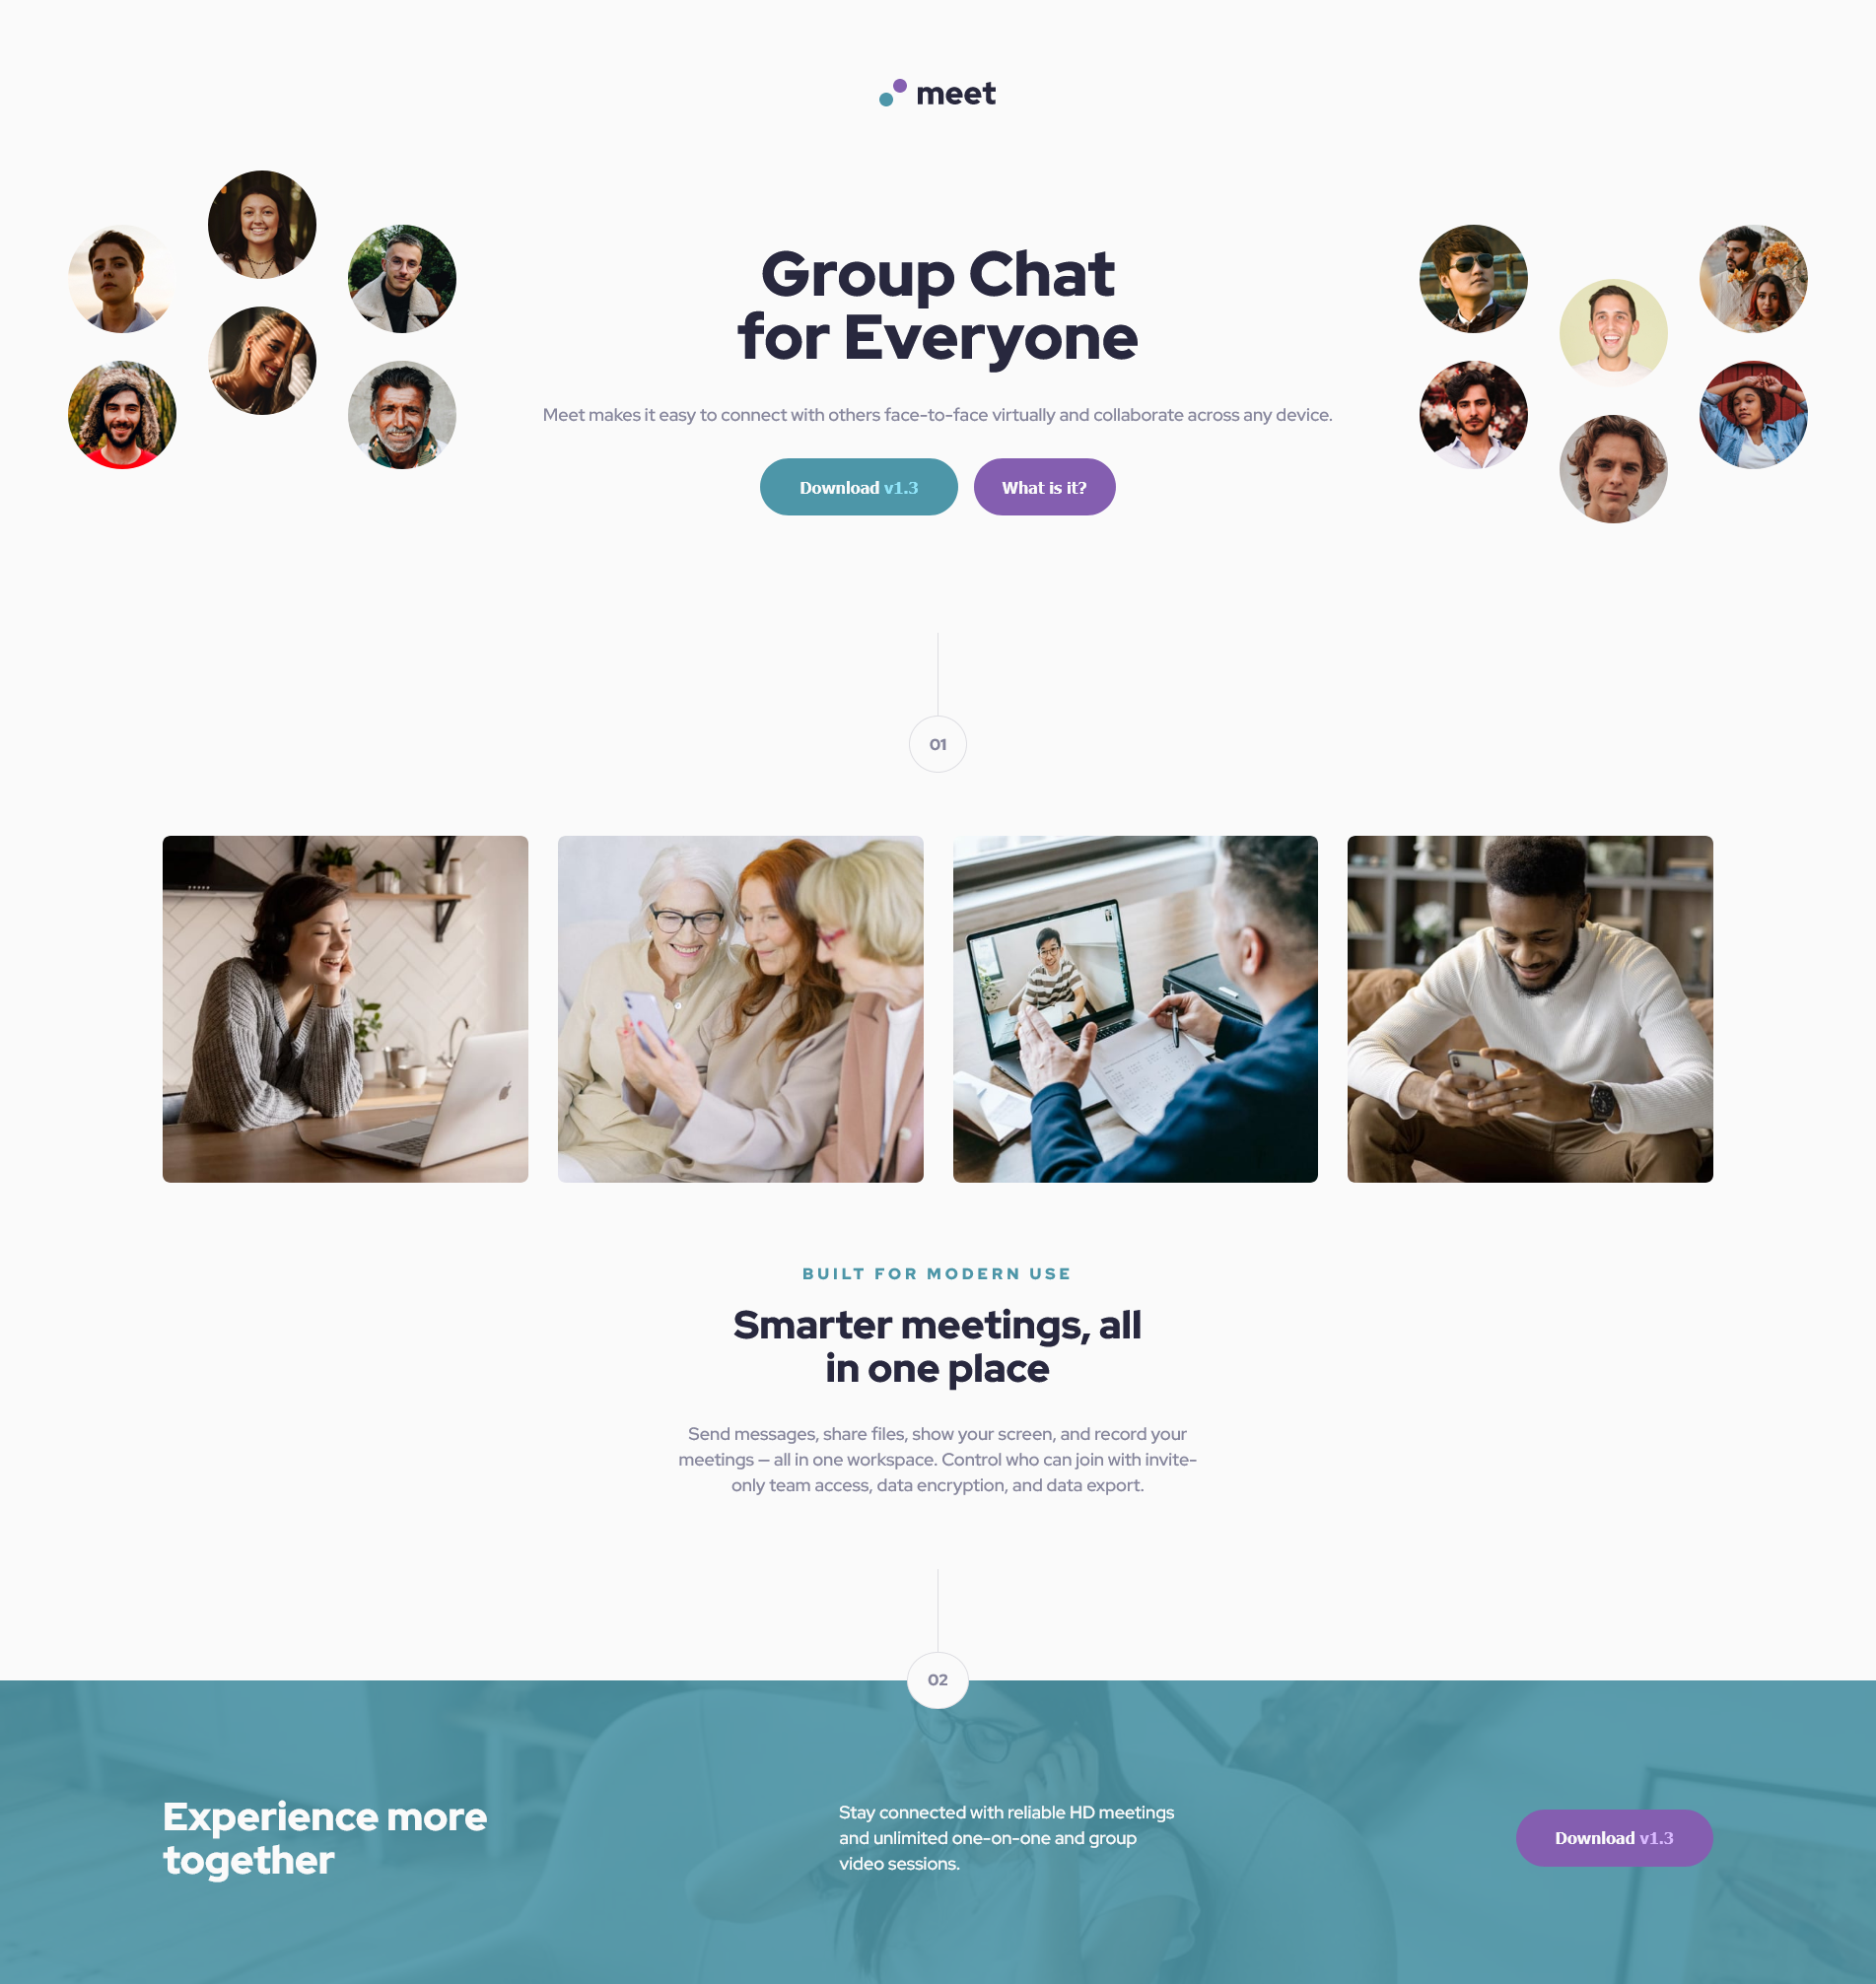 meet
Group Chat
for Everyone
Meet makes it easy to connect with others face-to-face virtually and collaborate across any device.
Download v1.3
What is it?
01
BUILT FOR MODERN USE
Smarter meetings, all
in one place
Send messages, share files, show your screen, and record your
meetings — all in one workspace. Control who can join with invite-
only team access, data encryption, and data export.
02
Experience more
together
Stay connected with reliable HD meetings
and unlimited one-on-one and group
video sessions.
Download v1.3